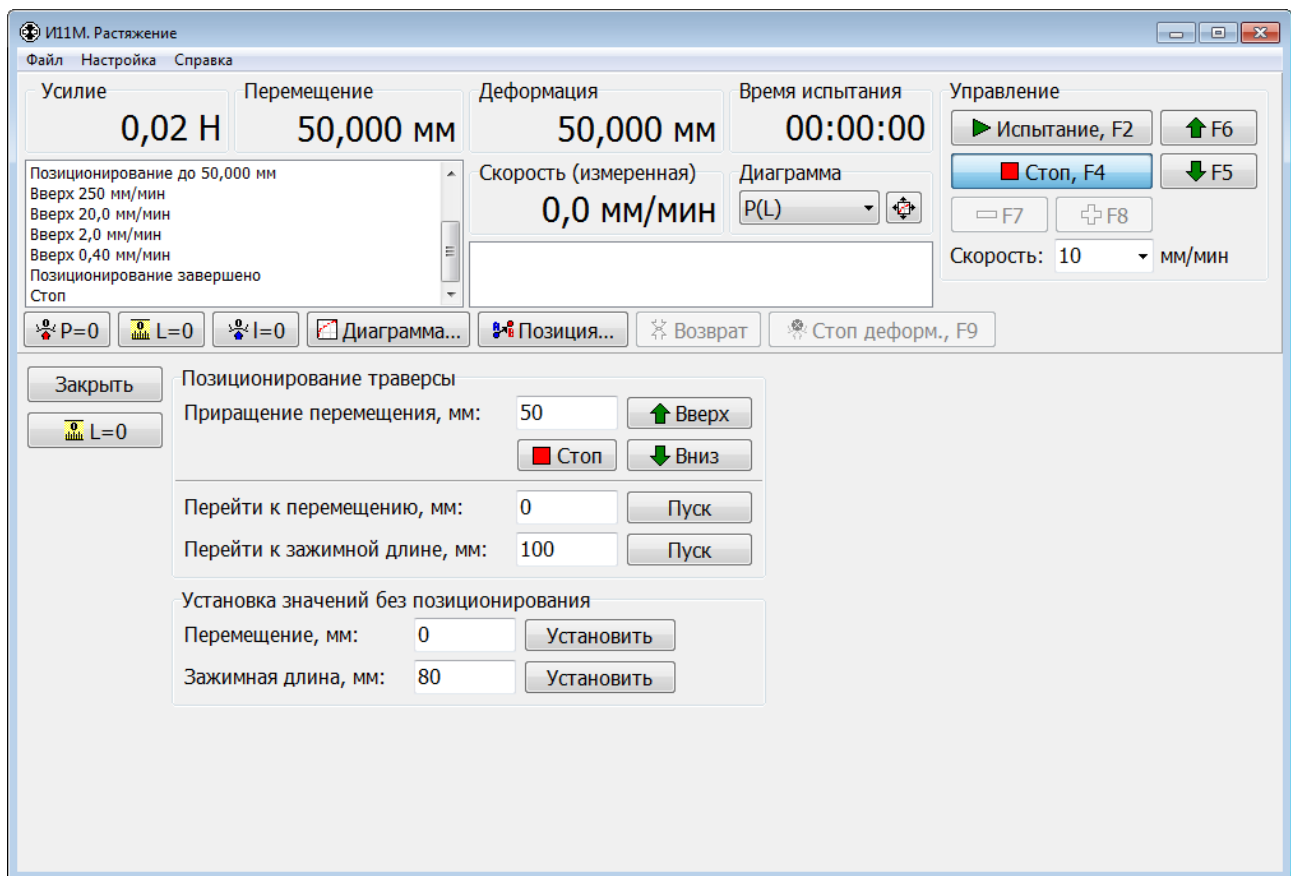 И11М. Растяжение
Файл Настройка Справка
Усилие Перемещение Деформация Время испытания Управление
0,02 Н 50,000 мм 50,000 мм 00:00:00
Испытание, F2 F6
Позиционирование до 50,000 мм
Вверх 250 мм/мин
Вверх 20,0 мм/мин
Вверх 2,0 мм/мин
Вверх 0,40 мм/мин
Позиционирование завершено
Стоп
Скорость (измеренная) Диаграмма
0,0 мм/мин P(L)
Стоп, F4 F5
F7 F8
Скорость: 10 мм/мин
P=0 L=0 l=0 Диаграмма... Позиция... Возврат Стоп деформ., F9
Закрыть
L=0
Позиционирование траверсы
Приращение перемещения, мм: 50 Вверх
Стоп Вниз
Перейти к перемещению, мм: 0 Пуск
Перейти к зажимной длине, мм: 100 Пуск
Установка значений без позиционирования
Перемещение, мм: 0 Установить
Зажимная длина, мм: 80 Установить